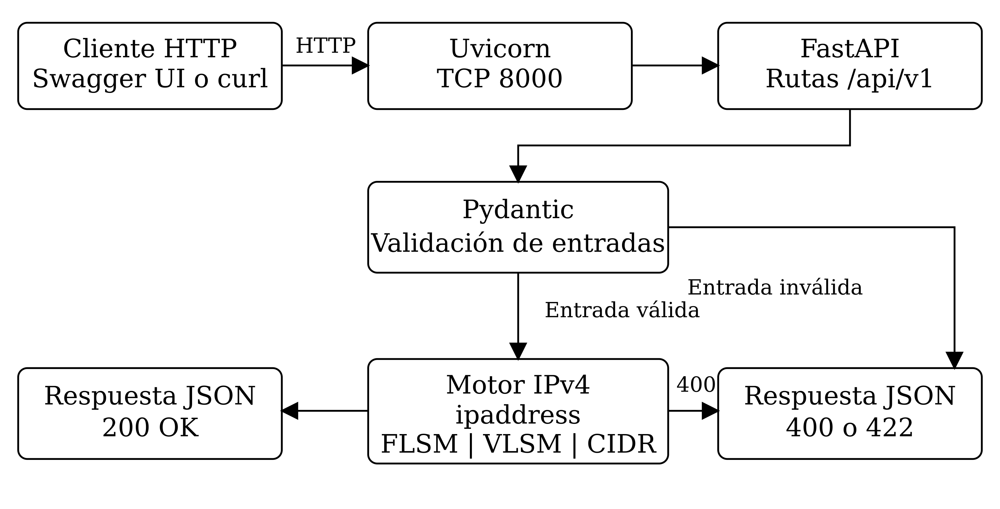 Cliente HTTP
Swagger UI o curl
HTTP
Uvicorn
TCP 8000
FastAPI
Rutas /api/v1
Pydantic
Validación de entradas
Entrada inválida
Entrada válida
Respuesta JSON
200 OK
Motor IPv4
ipaddress
FLSM | VLSM | CIDR
400
Respuesta JSON
400 o 422